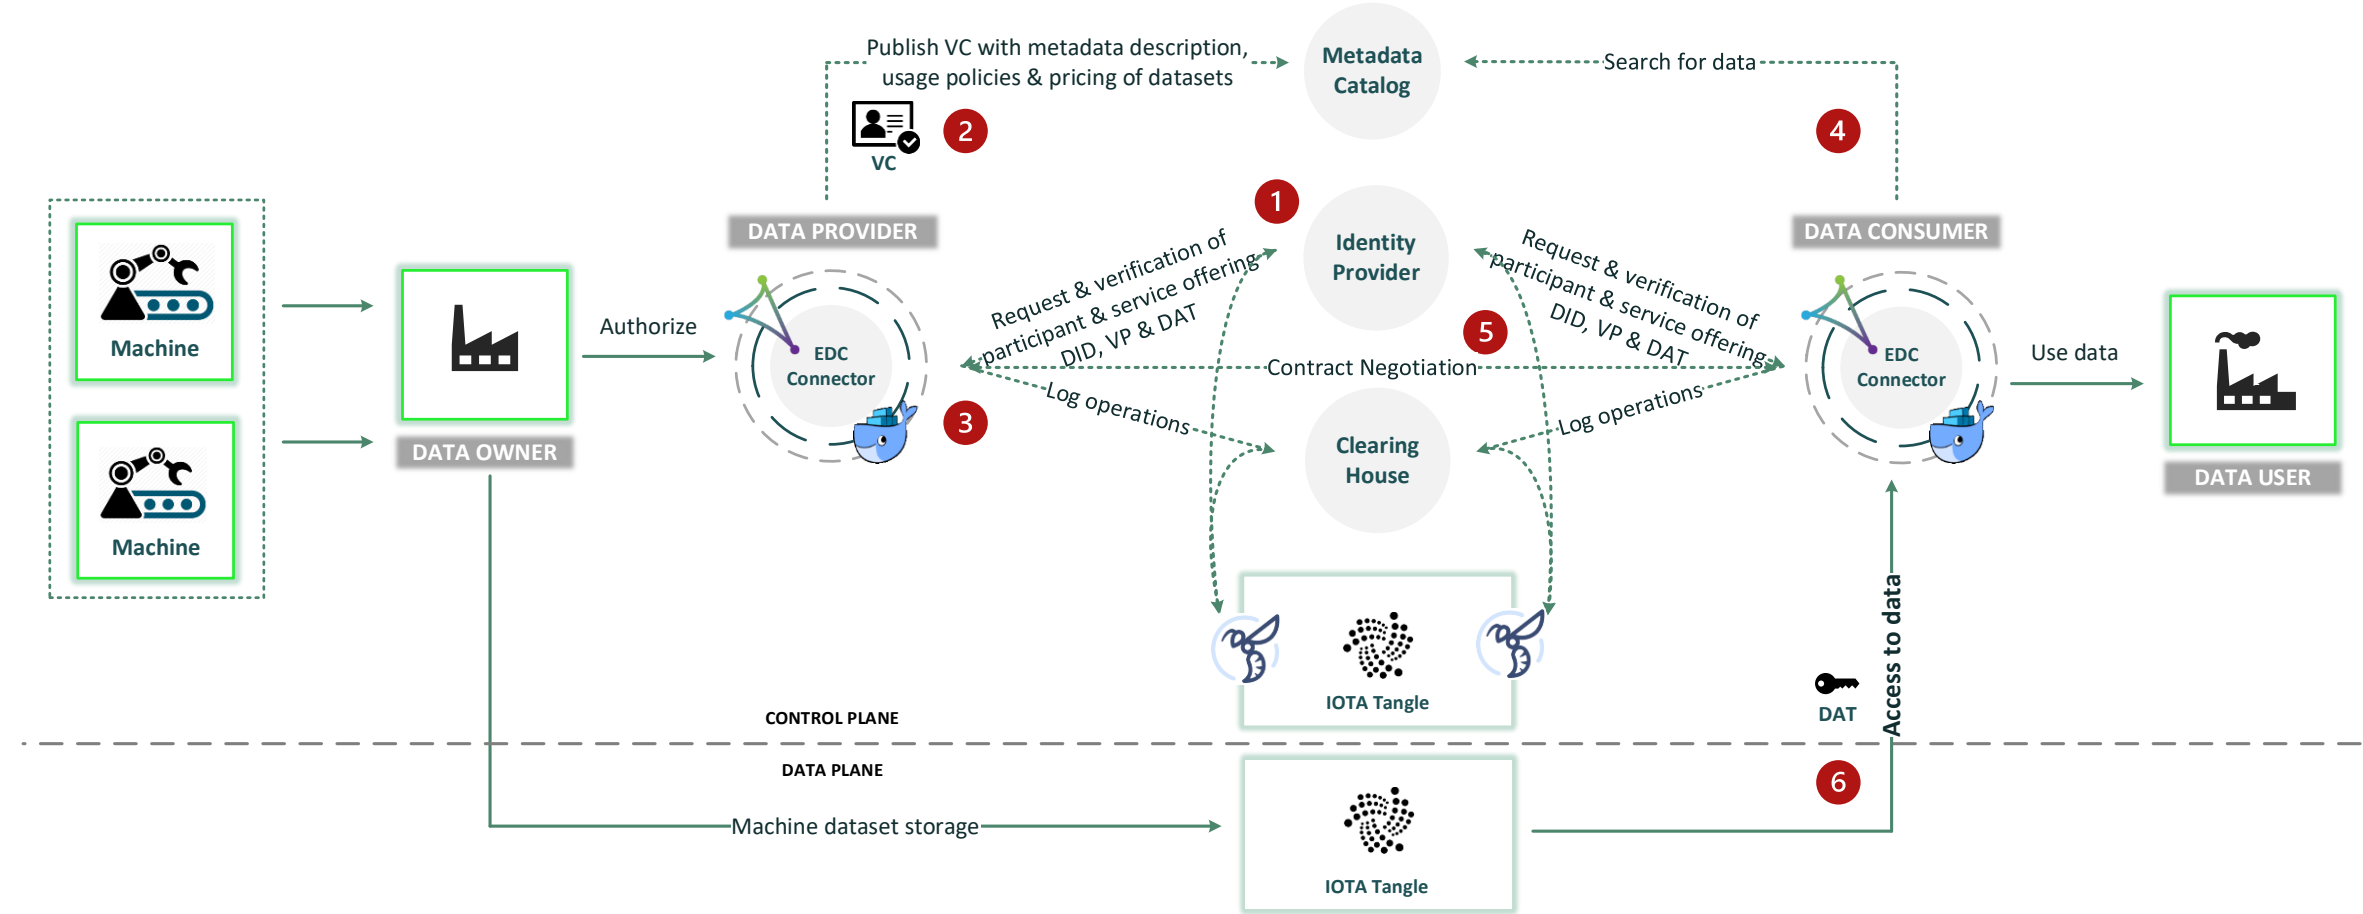 Publish VC with metadata description,
usage policies & pricing of datasets
Metadata
Catalog
Search for data
VC
2
4
1
DATA PROVIDER
Identity
Provider
DATA CONSUMER
Request & verification of
participant & service offering
DID, VP & DAT
Request & verification of
participant & service offering
DID, VP & DAT
Machine
Authorize
EDC
Connector
5
Contract Negotiation
EDC
Connector
Use data
Log operations
Log operations
3
DATA OWNER
Clearing
House
DATA USER
Machine
Access to data
IOTA Tangle
DAT
CONTROL PLANE
DATA PLANE
6
Machine dataset storage
IOTA Tangle